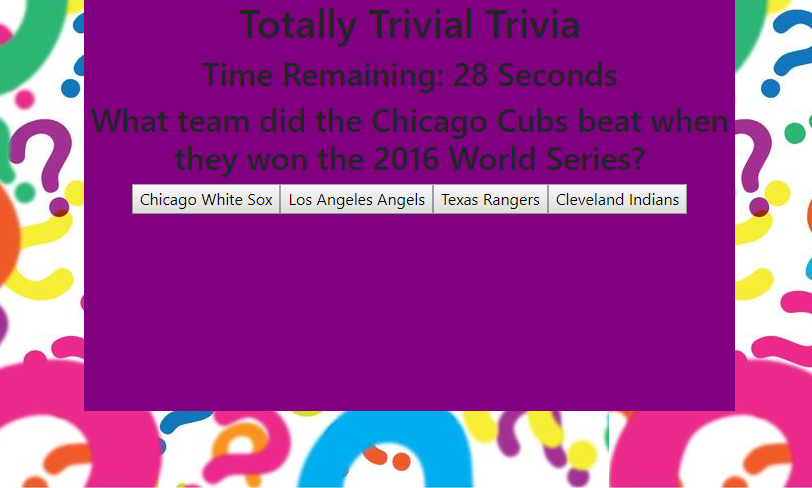 Totally Trivial Trivia
Time Remaining: 28 Seconds
What team did the Chicago Cubs beat when
they won the 2016 World Series?
Chicago White Sox Los Angeles Angels Texas Rangers Cleveland Indians